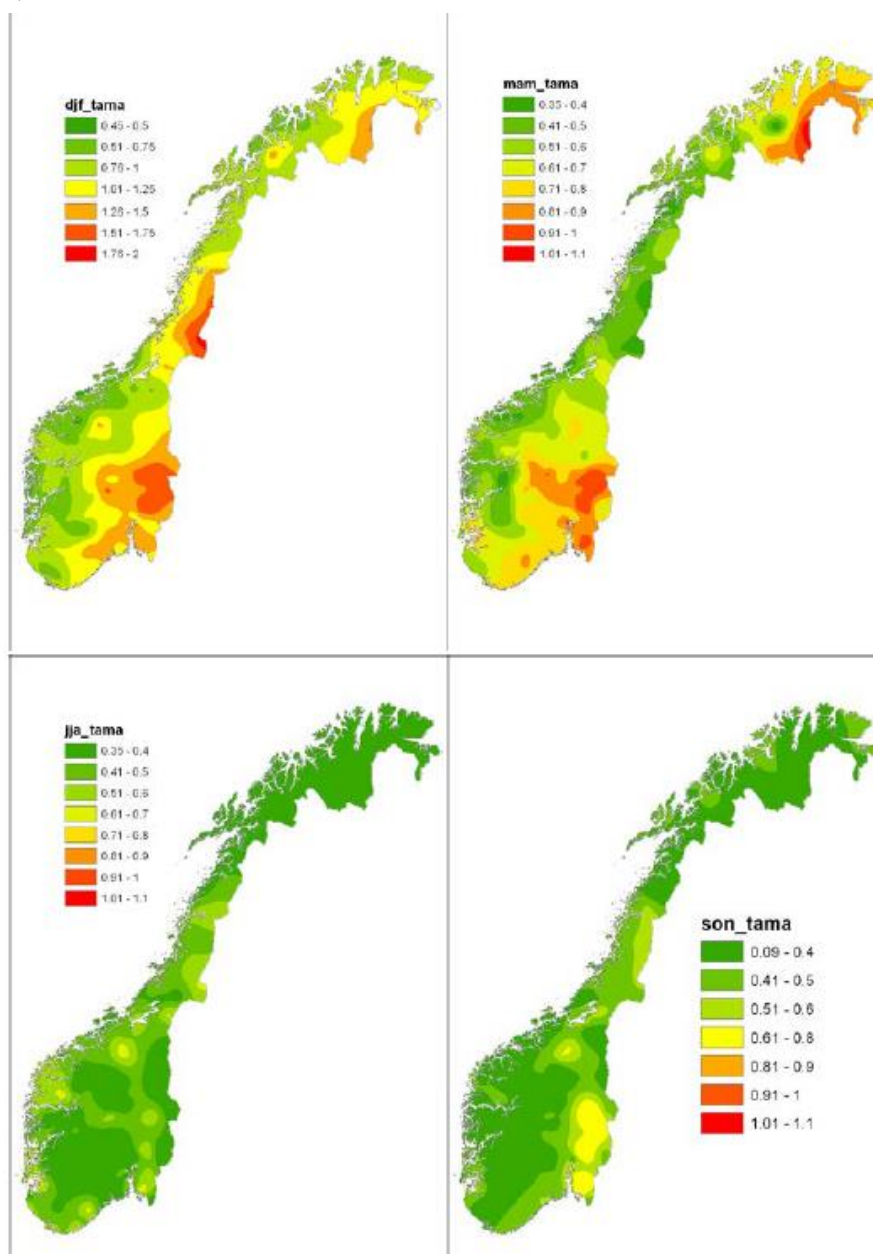 djf_tama
0.45 - 0.5
0.51 - 0.75
0.76 - 1
1.01 - 1.25
1.26 - 1.5
1.51 - 1.75
1.76 - 2
mam_tama
0.35 - 0.4
0.41 - 0.5
0.51 - 0.6
0.61 - 0.7
0.71 - 0.8
0.81 - 0.9
0.91 - 1
1.01 - 1.1
jja_tama
0.35 - 0.4
0.41 - 0.5
0.51 - 0.6
0.61 - 0.7
0.71 - 0.8
0.81 - 0.9
0.91 - 1
1.01 - 1.1
son_tama
0.09 - 0.4
0.41 - 0.5
0.51 - 0.6
0.61 - 0.8
0.81 - 0.9
0.91 - 1
1.01 - 1.1